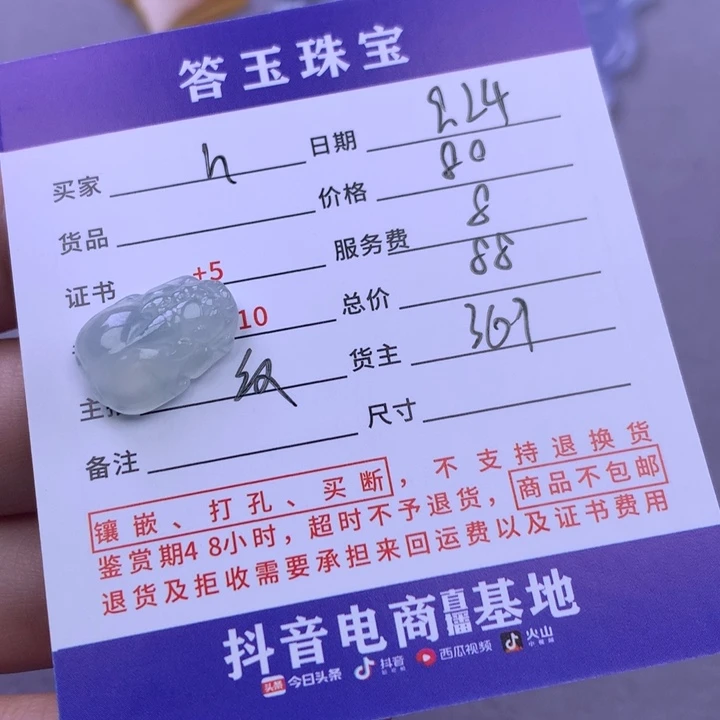 答玉珠宝
买家 h 日期 224
货品 价格 80
证书 +5 服务费 8
10 总价 88
主 纹 货主 367
备注 尺寸
镶嵌、打孔、买断，不支持退换货
鉴赏期48小时，超时不予退货，商品不包邮
退货及拒收需要承担来回运费以及证书费用
抖音电商直播基地
头条 今日头条 抖音 西瓜视频 火山